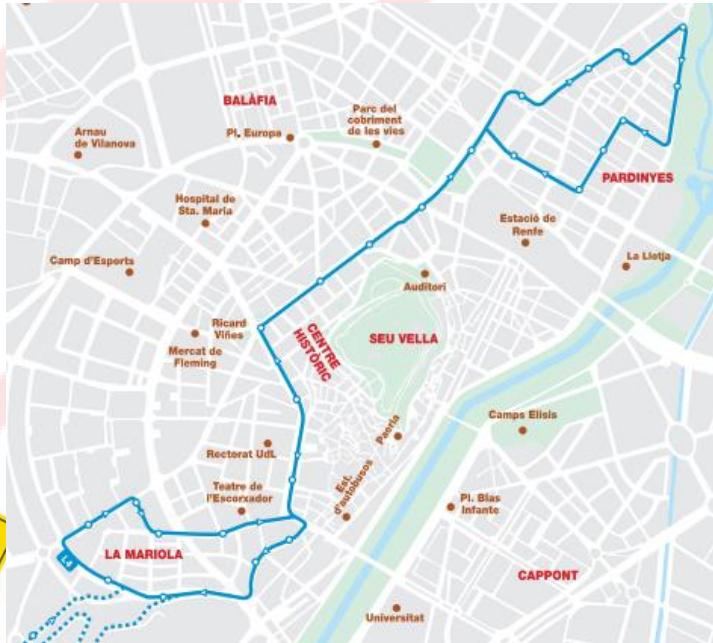 BALÀFIA
Parc del
cobriment
de les vies
Pl. Europa
Arnau
de Vilanova
PARDINYES
Hospital de
Sta. Maria
Estació de
Renfe
Camp d'Esports
La Llotja
Auditori
Ricard
Viñes
CENTRE
HISTÒRIC
SEU VELLA
Mercat de
Fleming
Camps Elisis
Paeria
Rectorat UdL
Est.
d'autobusos
Teatre de
l'Escorxador
Pl. Blas
Infante
LA MARIOLA
L4
CAPPONT
Universitat